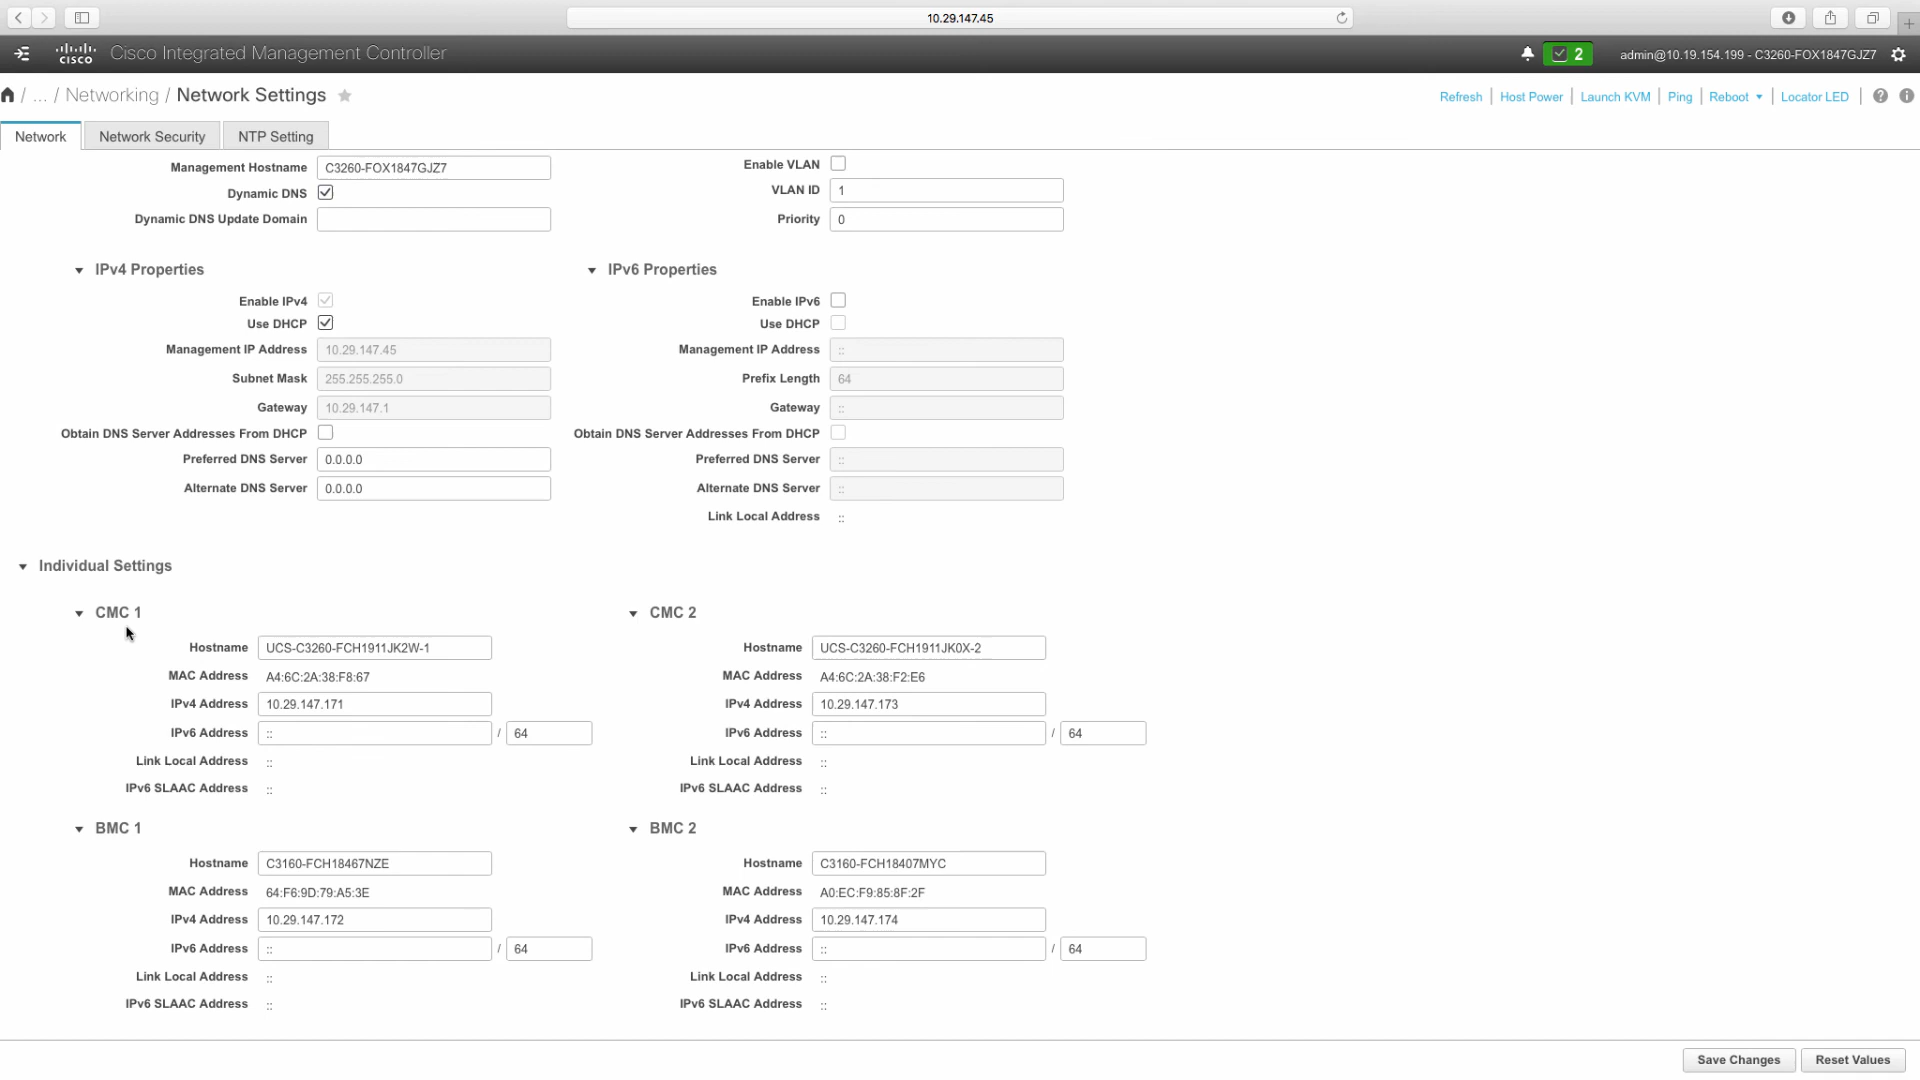 10.29.147.45
cisco Cisco Integrated Management Controller
2 admin@10.19.154.199 - C3260-FOX1847GJZ7
/ ... / Networking / Network Settings
Refresh Host Power Launch KVM Ping Reboot Locator LED
Network Network Security NTP Setting
Management Hostname C3260-FOX1847GJZ7
Dynamic DNS
Dynamic DNS Update Domain
Enable VLAN
VLAN ID 1
Priority 0
IPv4 Properties
Enable IPv4
Use DHCP
Management IP Address 10.29.147.45
Subnet Mask 255.255.255.0
Gateway 10.29.147.1
Obtain DNS Server Addresses From DHCP
Preferred DNS Server 0.0.0.0
Alternate DNS Server 0.0.0.0
IPv6 Properties
Enable IPv6
Use DHCP
Management IP Address ::
Prefix Length 64
Gateway ::
Obtain DNS Server Addresses From DHCP
Preferred DNS Server ::
Alternate DNS Server ::
Link Local Address ::
Individual Settings
CMC 1
Hostname UCS-C3260-FCH1911JK2W-1
MAC Address A4:6C:2A:38:F8:67
IPv4 Address 10.29.147.171
IPv6 Address :: / 64
Link Local Address ::
IPv6 SLAAC Address ::
CMC 2
Hostname UCS-C3260-FCH1911JK0X-2
MAC Address A4:6C:2A:38:F2:E6
IPv4 Address 10.29.147.173
IPv6 Address :: / 64
Link Local Address ::
IPv6 SLAAC Address ::
BMC 1
Hostname C3160-FCH18467NZE
MAC Address 64:F6:9D:79:A5:3E
IPv4 Address 10.29.147.172
IPv6 Address :: / 64
Link Local Address ::
IPv6 SLAAC Address ::
BMC 2
Hostname C3160-FCH18407MYC
MAC Address A0:EC:F9:85:8F:2F
IPv4 Address 10.29.147.174
IPv6 Address :: / 64
Link Local Address ::
IPv6 SLAAC Address ::
Save Changes Reset Values